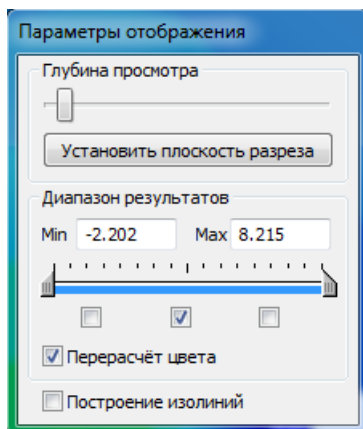 Параметры отображения
Глубина просмотра
Установить плоскость разреза
Диапазон результатов
Min -2.202 Max 8.215
Перерасчёт цвета
Построение изолиний